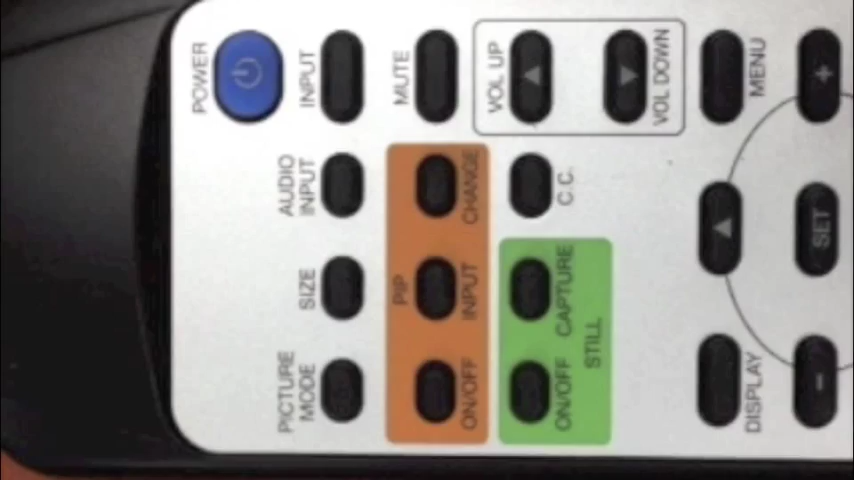 POWER
PICTURE MODE
SIZE
AUDIO INPUT
INPUT
PIP
MUTE
ON/OFF
INPUT
CHANGE
VOL UP
ON/OFF
CAPTURE
C.C.
STILL
VOL DOWN
DISPLAY
MENU
-
SET
+